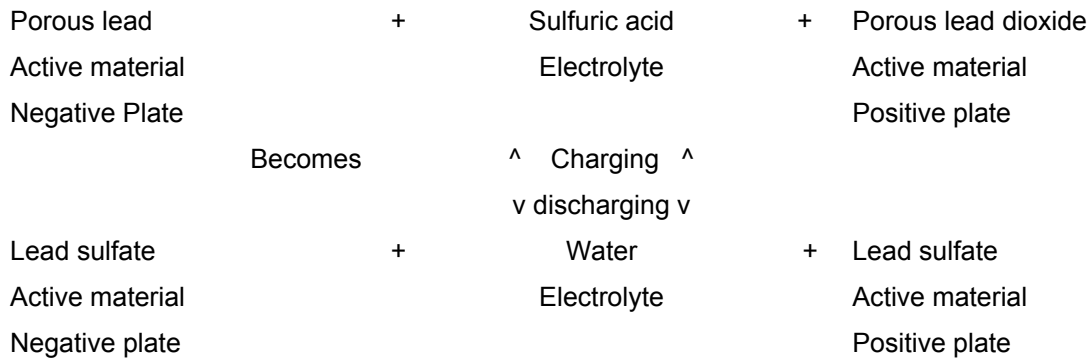 Porous lead + Sulfuric acid + Porous lead dioxide
Active material Electrolyte Active material
Negative Plate Positive plate
Becomes ^ Charging ^
v discharging v
Lead sulfate + Water + Lead sulfate
Active material Electrolyte Active material
Negative plate Positive plate